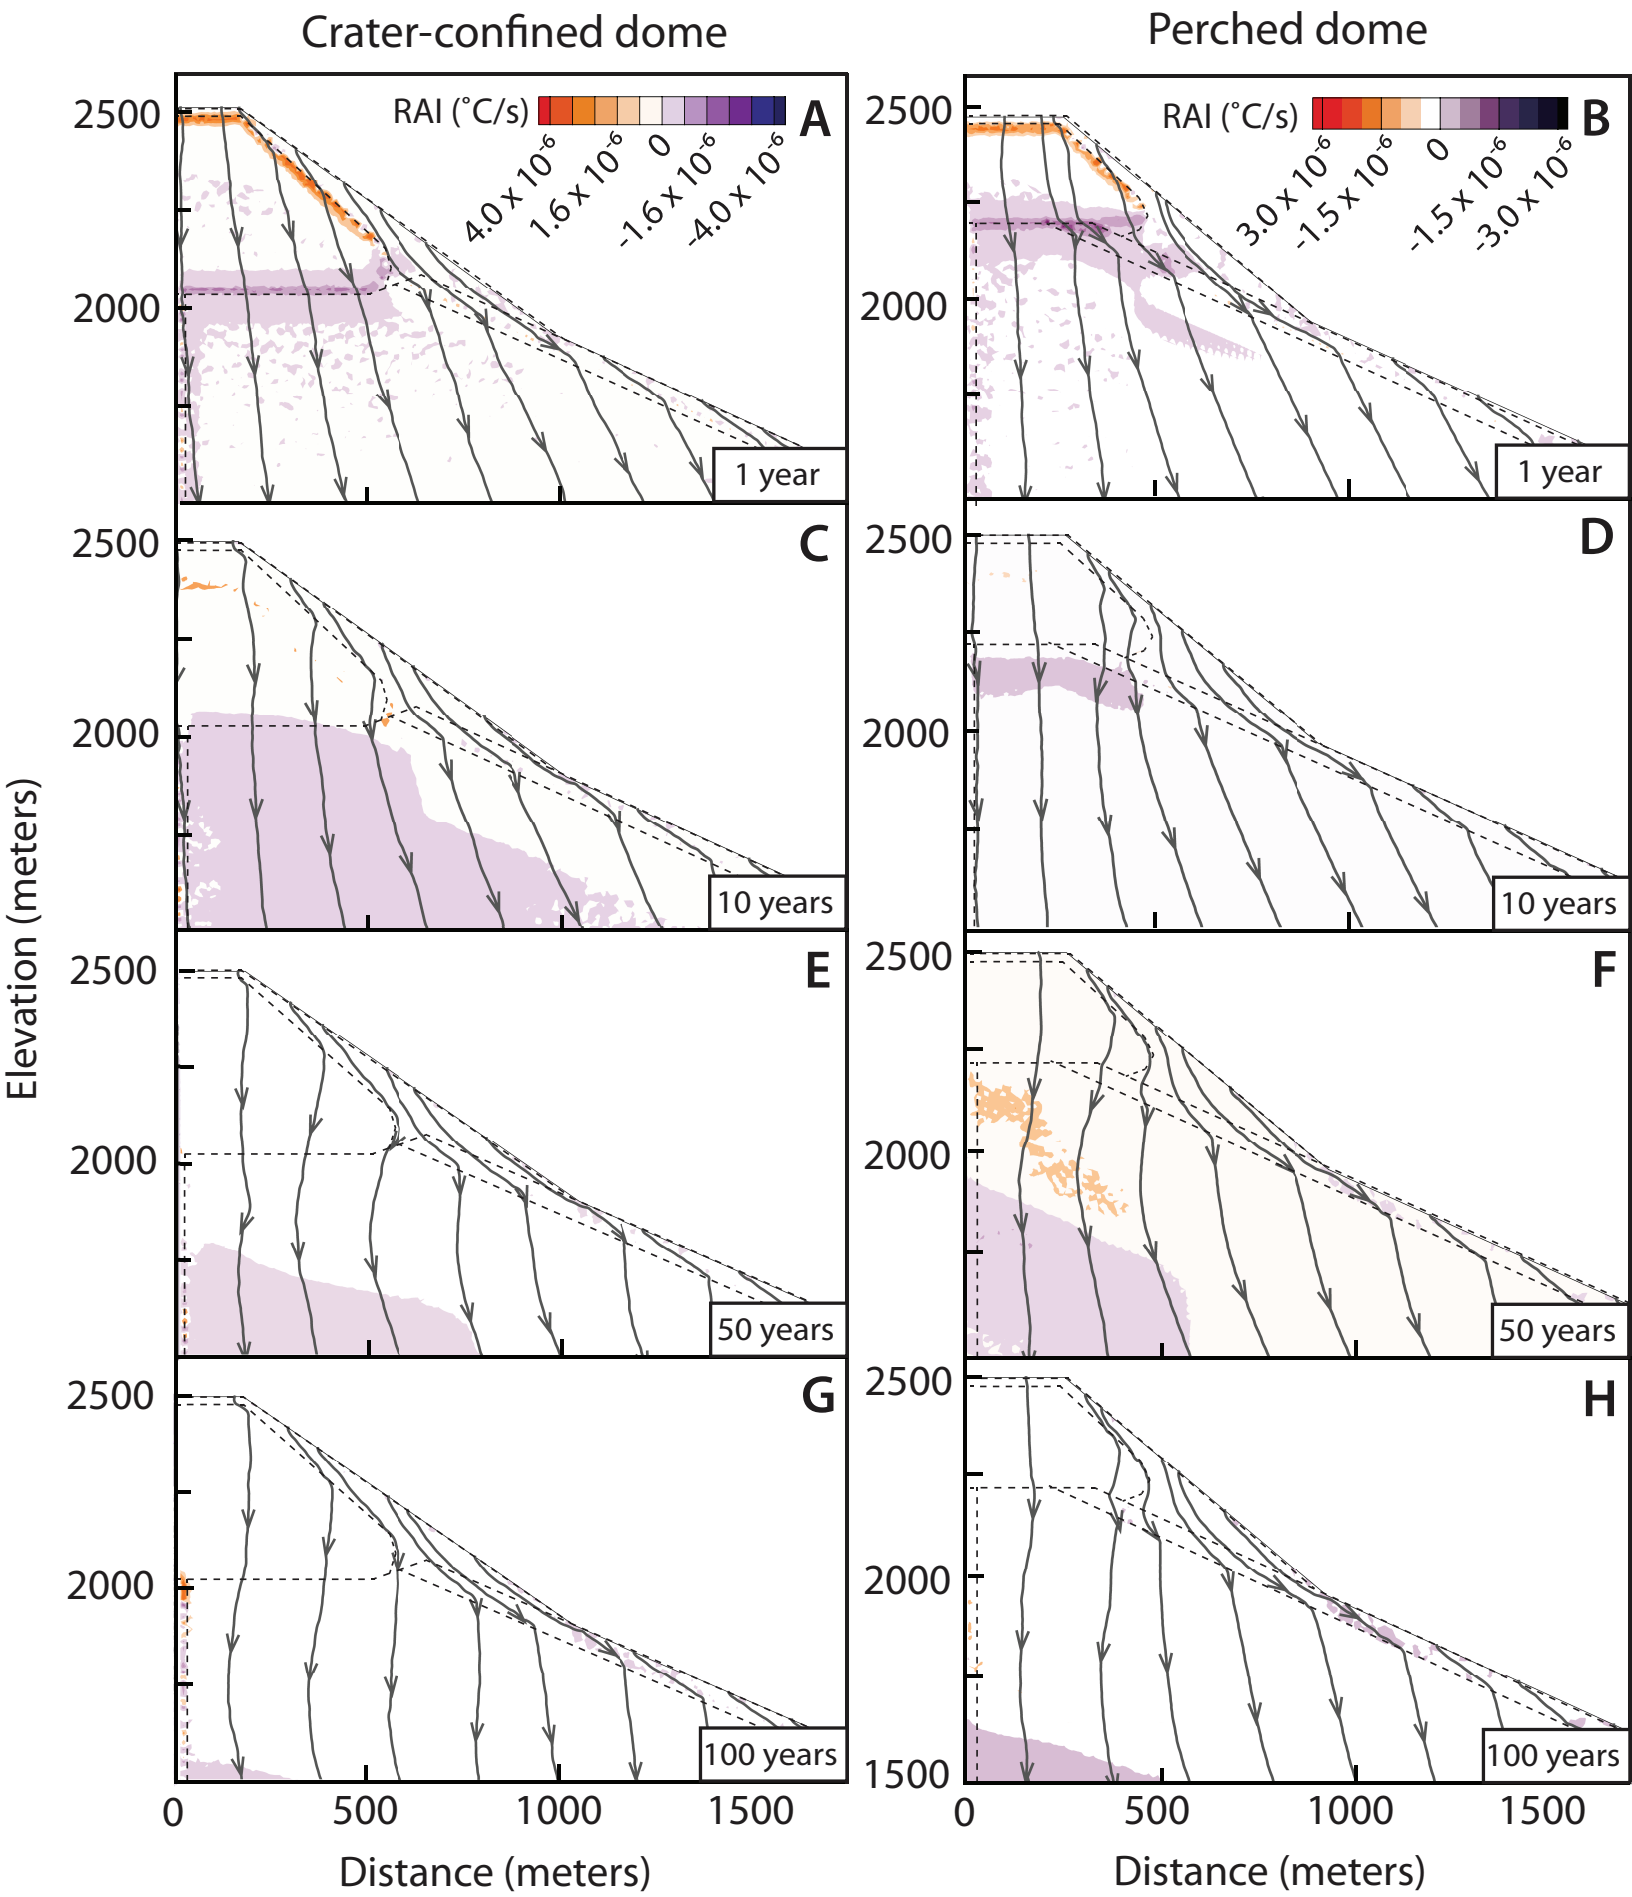 Crater-confined dome
Perched dome
RAI (˚C/s)
A
4.0 x 10-6
1.6 x 10-6
0
-1.6 x 10-6
-4.0 x 10-6
2500
2000
1 year
RAI (˚C/s)
B
3.0 x 10-6
-1.5 x 10-6
0
-1.5 x 10-6
-3.0 x 10-6
2500
2000
1 year
C
2500
2000
10 years
D
2500
2000
10 years
Elevation (meters)
E
2500
2000
50 years
F
2500
2000
50 years
G
2500
2000
100 years
H
2500
2000
1500
100 years
0 500 1000 1500
0 500 1000 1500
Distance (meters)
Distance (meters)